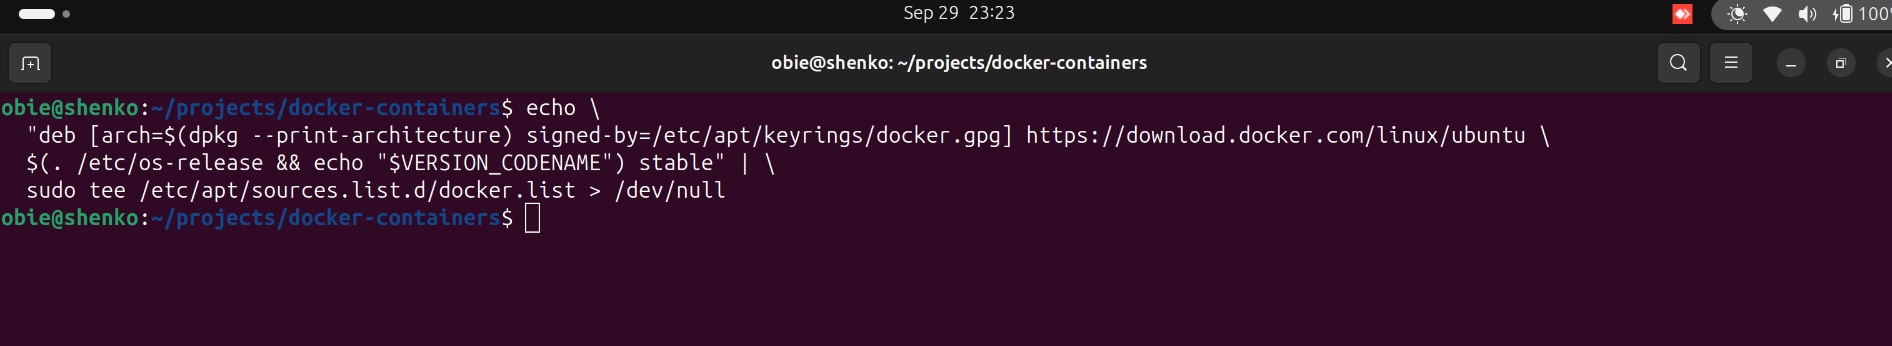 Sep 29 23:23
100%
obie@shenko: ~/projects/docker-containers
obie@shenko:~/projects/docker-containers$ echo \
"deb [arch=$(dpkg --print-architecture) signed-by=/etc/apt/keyrings/docker.gpg] https://download.docker.com/linux/ubuntu \
$(. /etc/os-release && echo "$VERSION_CODENAME") stable" | \
sudo tee /etc/apt/sources.list.d/docker.list > /dev/null
obie@shenko:~/projects/docker-containers$